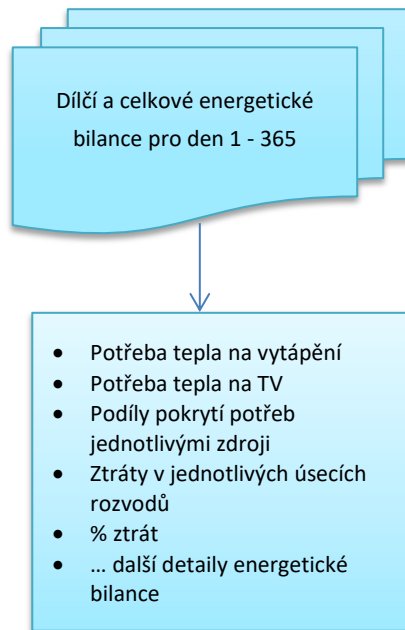 Dílčí a celkové energetické
bilance pro den 1 - 365
• Potřeba tepla na vytápění
• Potřeba tepla na TV
• Podíly pokrytí potřeb
jednotlivými zdroji
• Ztráty v jednotlivých úsecích
rozvodů
• % ztrát
• ... další detaily energetické
bilance